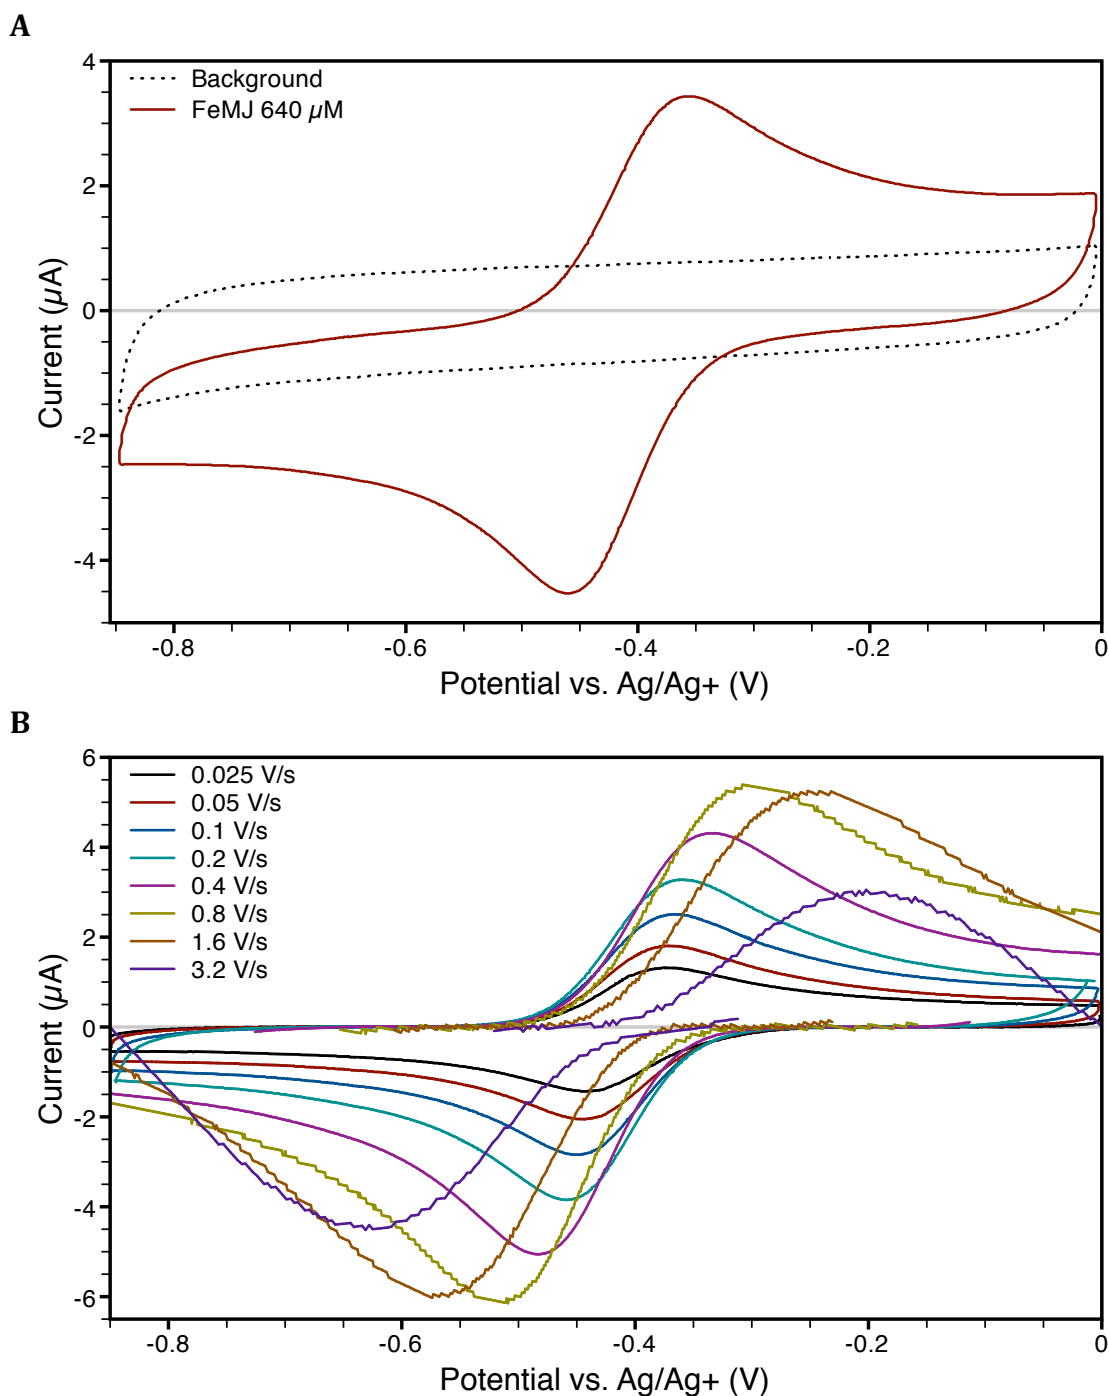 A
4
Background
FeMJ 640 µM
2
0
-2
-4
Current (µA)
-0.8 -0.6 -0.4 -0.2 0
Potential vs. Ag/Ag+ (V)
B
6
0.025 V/s
0.05 V/s
0.1 V/s
0.2 V/s
0.4 V/s
0.8 V/s
1.6 V/s
3.2 V/s
4
2
0
-2
-4
-6
Current (µA)
-0.8 -0.6 -0.4 -0.2 0
Potential vs. Ag/Ag+ (V)